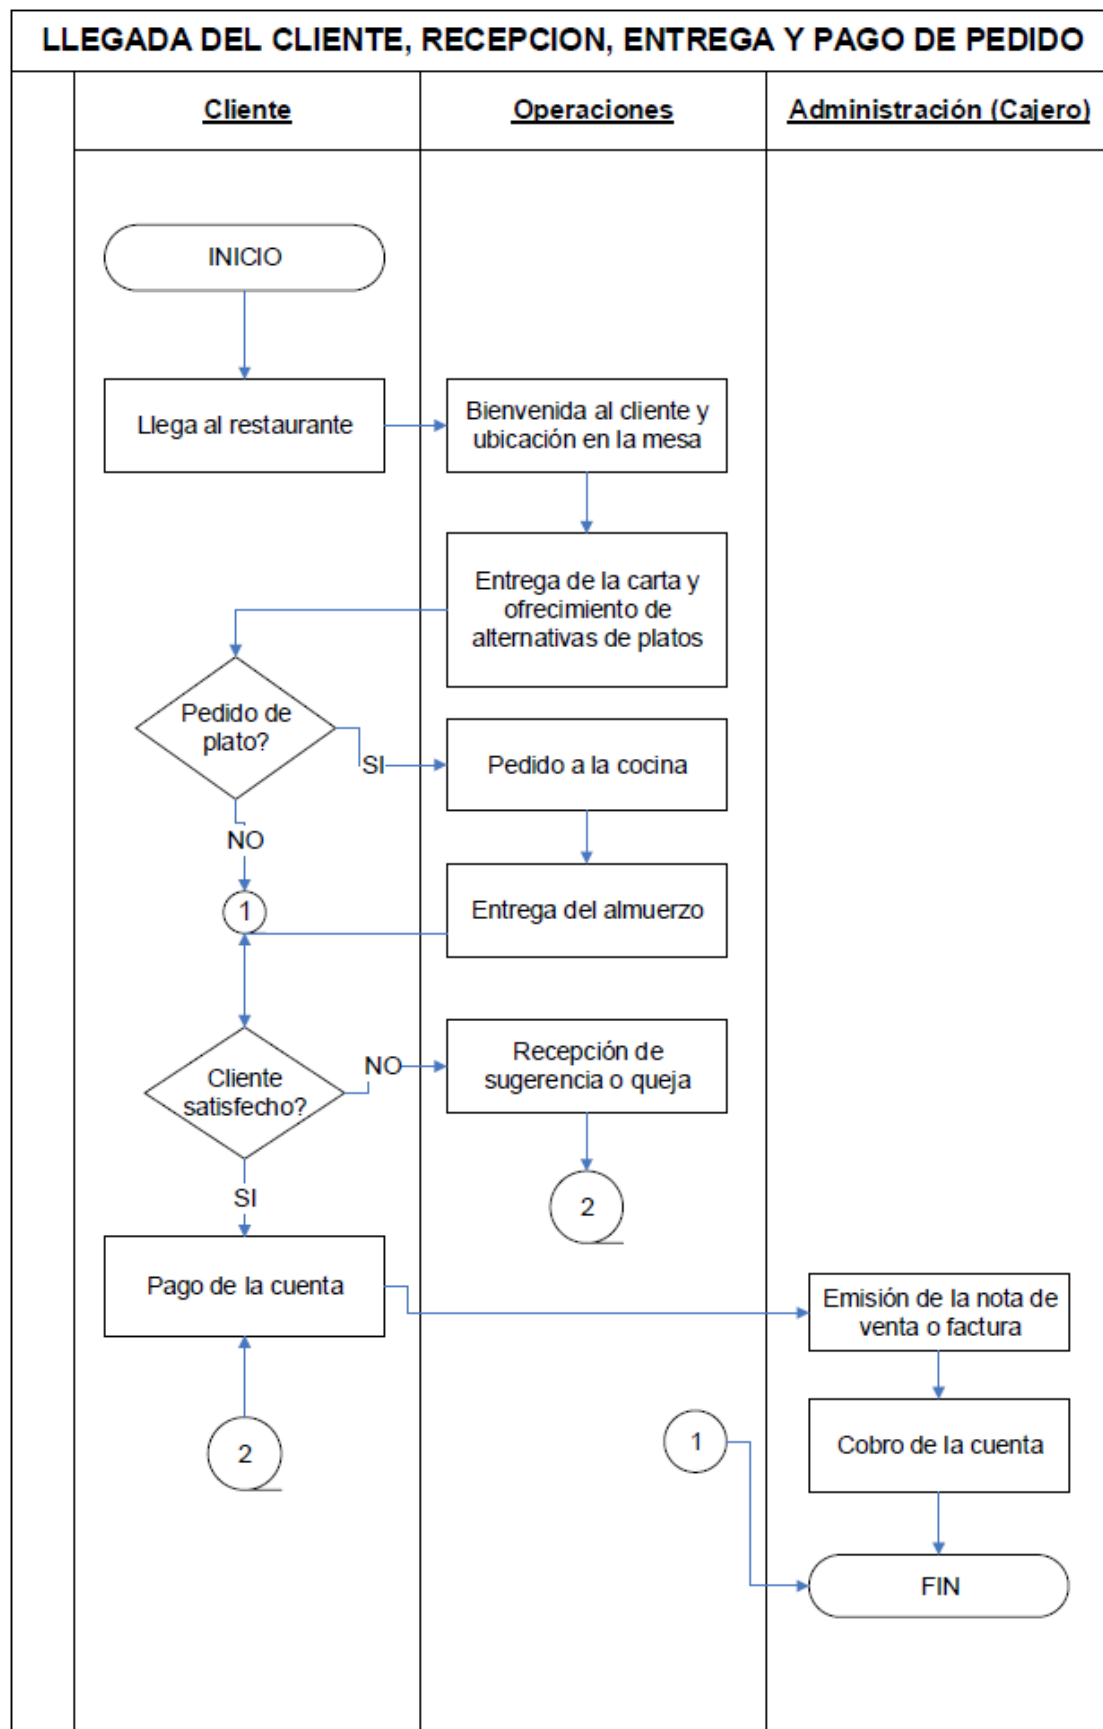 LLEGADA DEL CLIENTE, RECEPCION, ENTREGA Y PAGO DE PEDIDO
Cliente
Operaciones
Administración (Cajero)
INICIO
Llega al restaurante
Bienvenida al cliente y
ubicación en la mesa
Entrega de la carta y
ofrecimiento de
alternativas de platos
Pedido de
plato?
SI
Pedido a la cocina
NO
1
Entrega del almuerzo
Cliente
satisfecho?
NO
Recepción de
sugerencia o queja
2
SI
Pago de la cuenta
Emisión de la nota de
venta o factura
2
1
Cobro de la cuenta
FIN